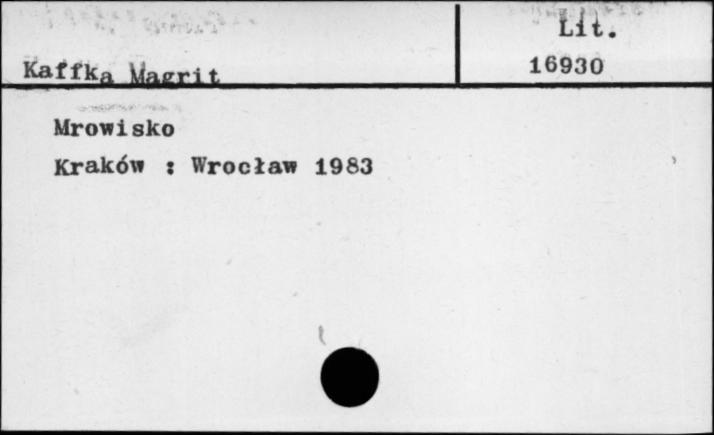 Lit.
Kaffka Magrit
16930
Mrowisko
Kraków : Wrocław 1983